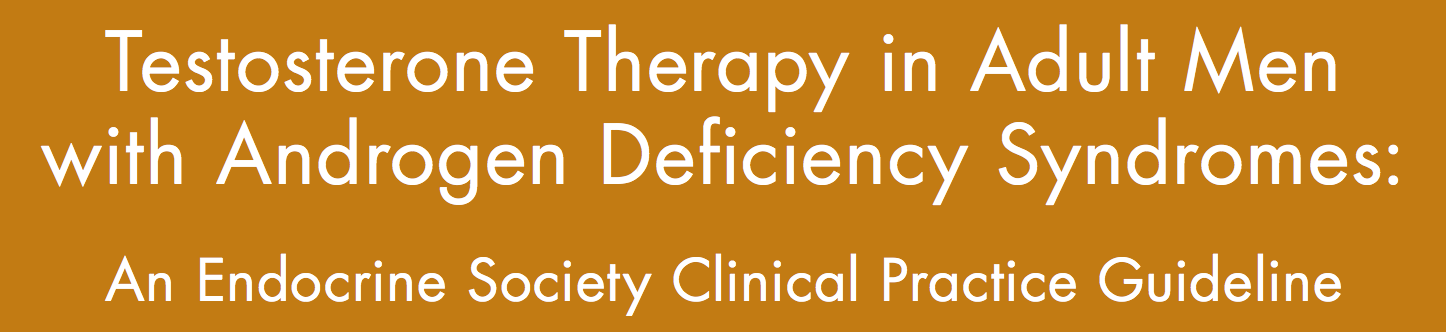 Testosterone Therapy in Adult Men
with Androgen Deficiency Syndromes:
An Endocrine Society Clinical Practice Guideline